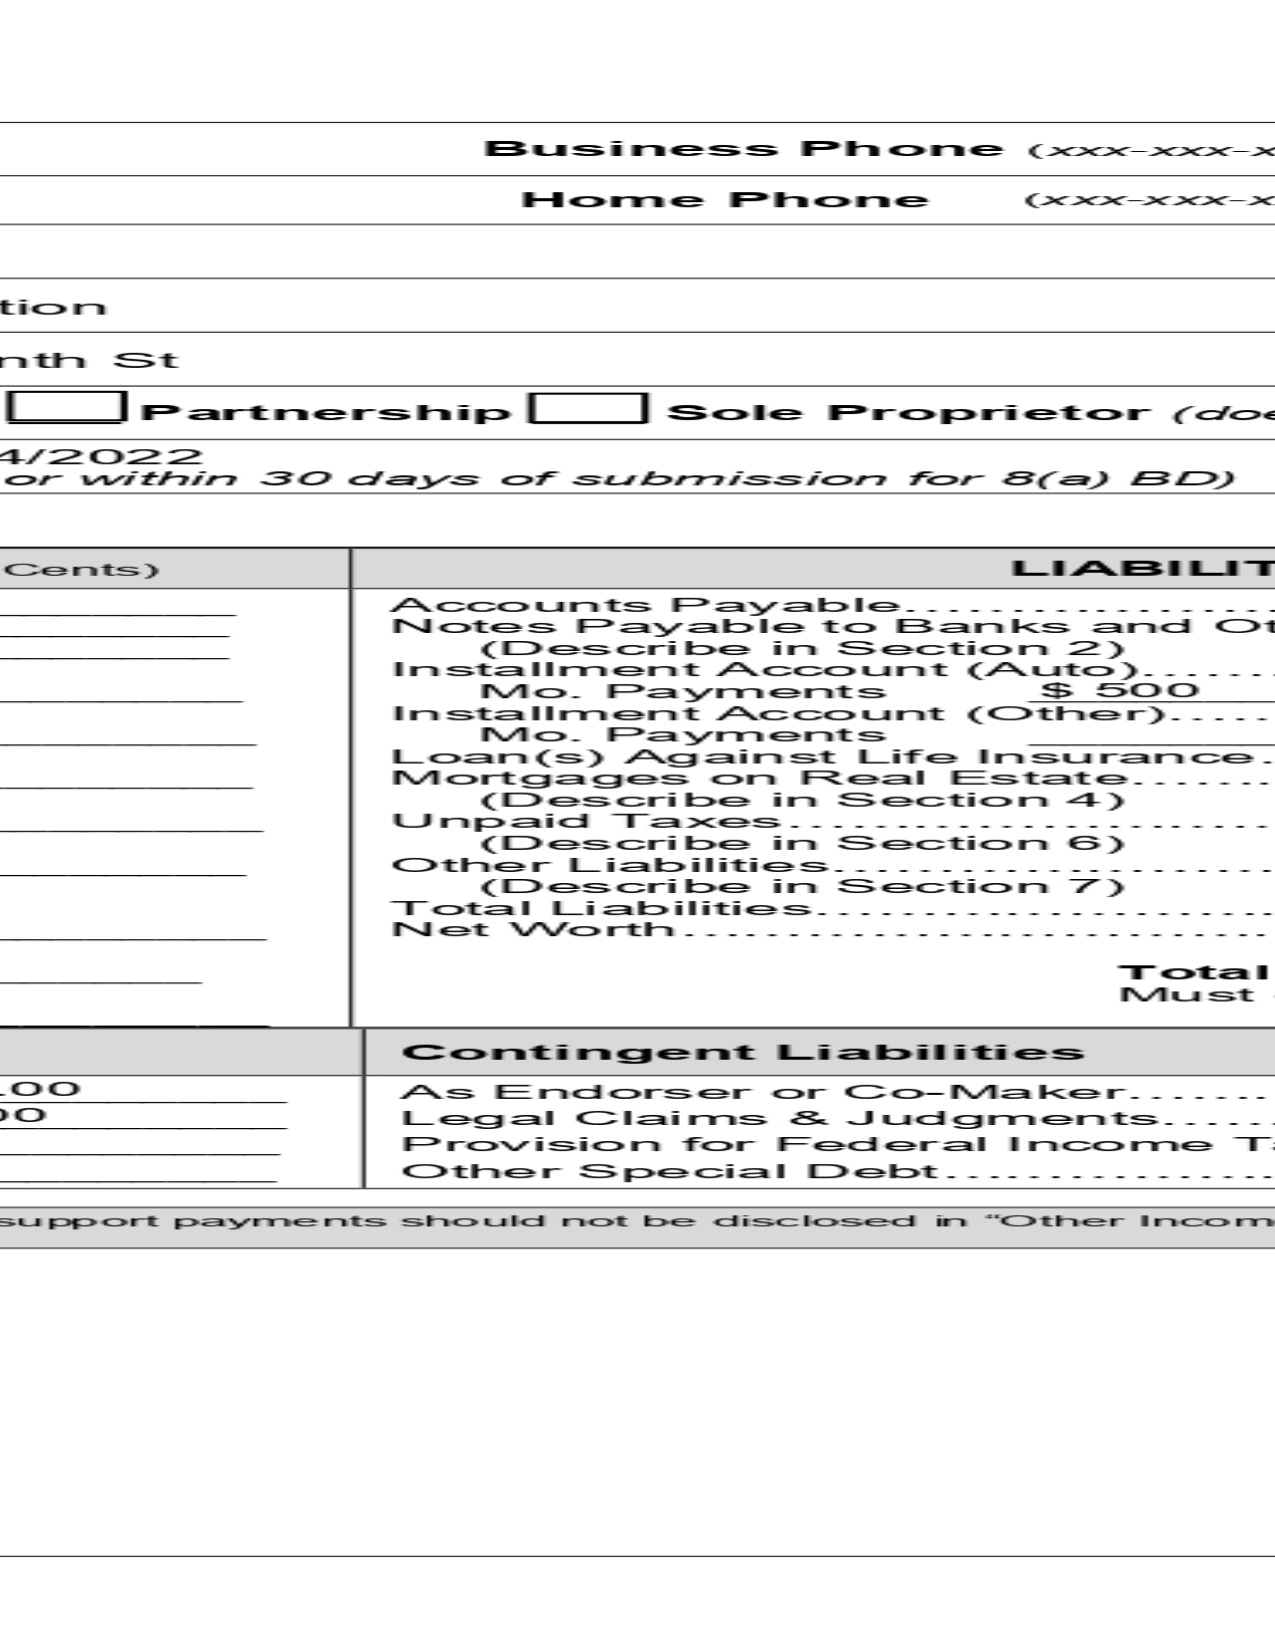 Business Phone (xxx-xxx-x
Home Phone (xxx-xxx-x
tion
nth St
Partnership Sole Proprietor (doe
4/2022
or within 30 days of submission for 8(a) BD)
Cents) LIABILIT
Accounts Payable
Notes Payable to Banks and Ot
(Describe in Section 2)
Installment Account (Auto)
Mo. Payments $ 500
Installment Account (Other)
Mo. Payments
Loan(s) Against Life Insurance
Mortgages on Real Estate
(Describe in Section 4)
Unpaid Taxes
(Describe in Section 6)
Other Liabilities
(Describe in Section 7)
Total Liabilities
Net Worth
Total
Must
Contingent Liabilities
.00 As Endorser or Co-Maker
00 Legal Claims & Judgments
Provision for Federal Income T
Other Special Debt
support payments should not be disclosed in “Other Incom